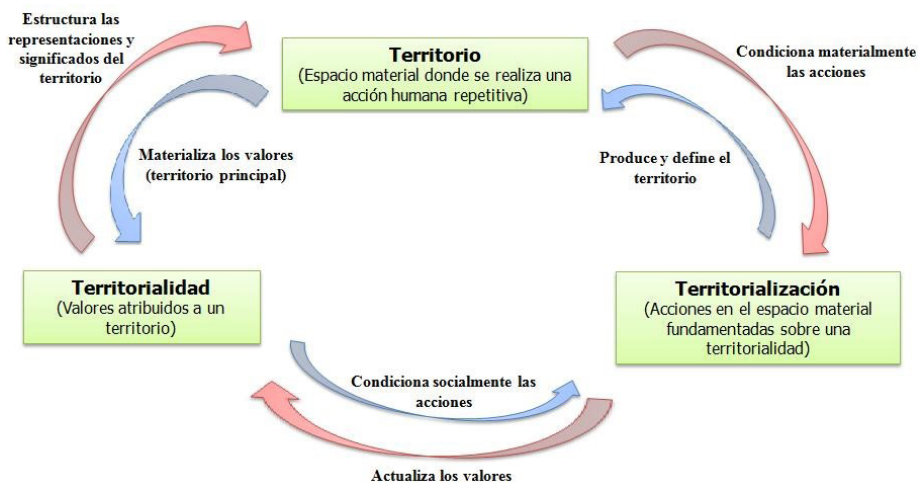 Estructura las
representaciones y
significados del
territorio
Territorio
(Espacio material donde se realiza una
acción humana repetitiva)
Condiciona materialmente
las acciones
Materializa los valores
(territorio principal)
Produce y define el
territorio
Territorialidad
(Valores atribuidos a un
territorio)
Territorialización
(Acciones en el espacio material
fundamentadas sobre una
territorialidad)
Condiciona socialmente las
acciones
Actualiza los valores